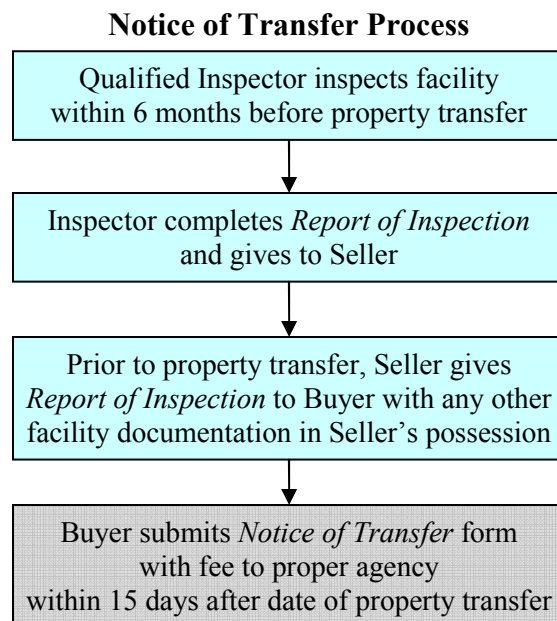 Notice of Transfer Process
Qualified Inspector inspects facility
within 6 months before property transfer
Inspector completes Report of Inspection
and gives to Seller
Prior to property transfer, Seller gives
Report of Inspection to Buyer with any other
facility documentation in Seller’s possession
Buyer submits Notice of Transfer form
with fee to proper agency
within 15 days after date of property transfer